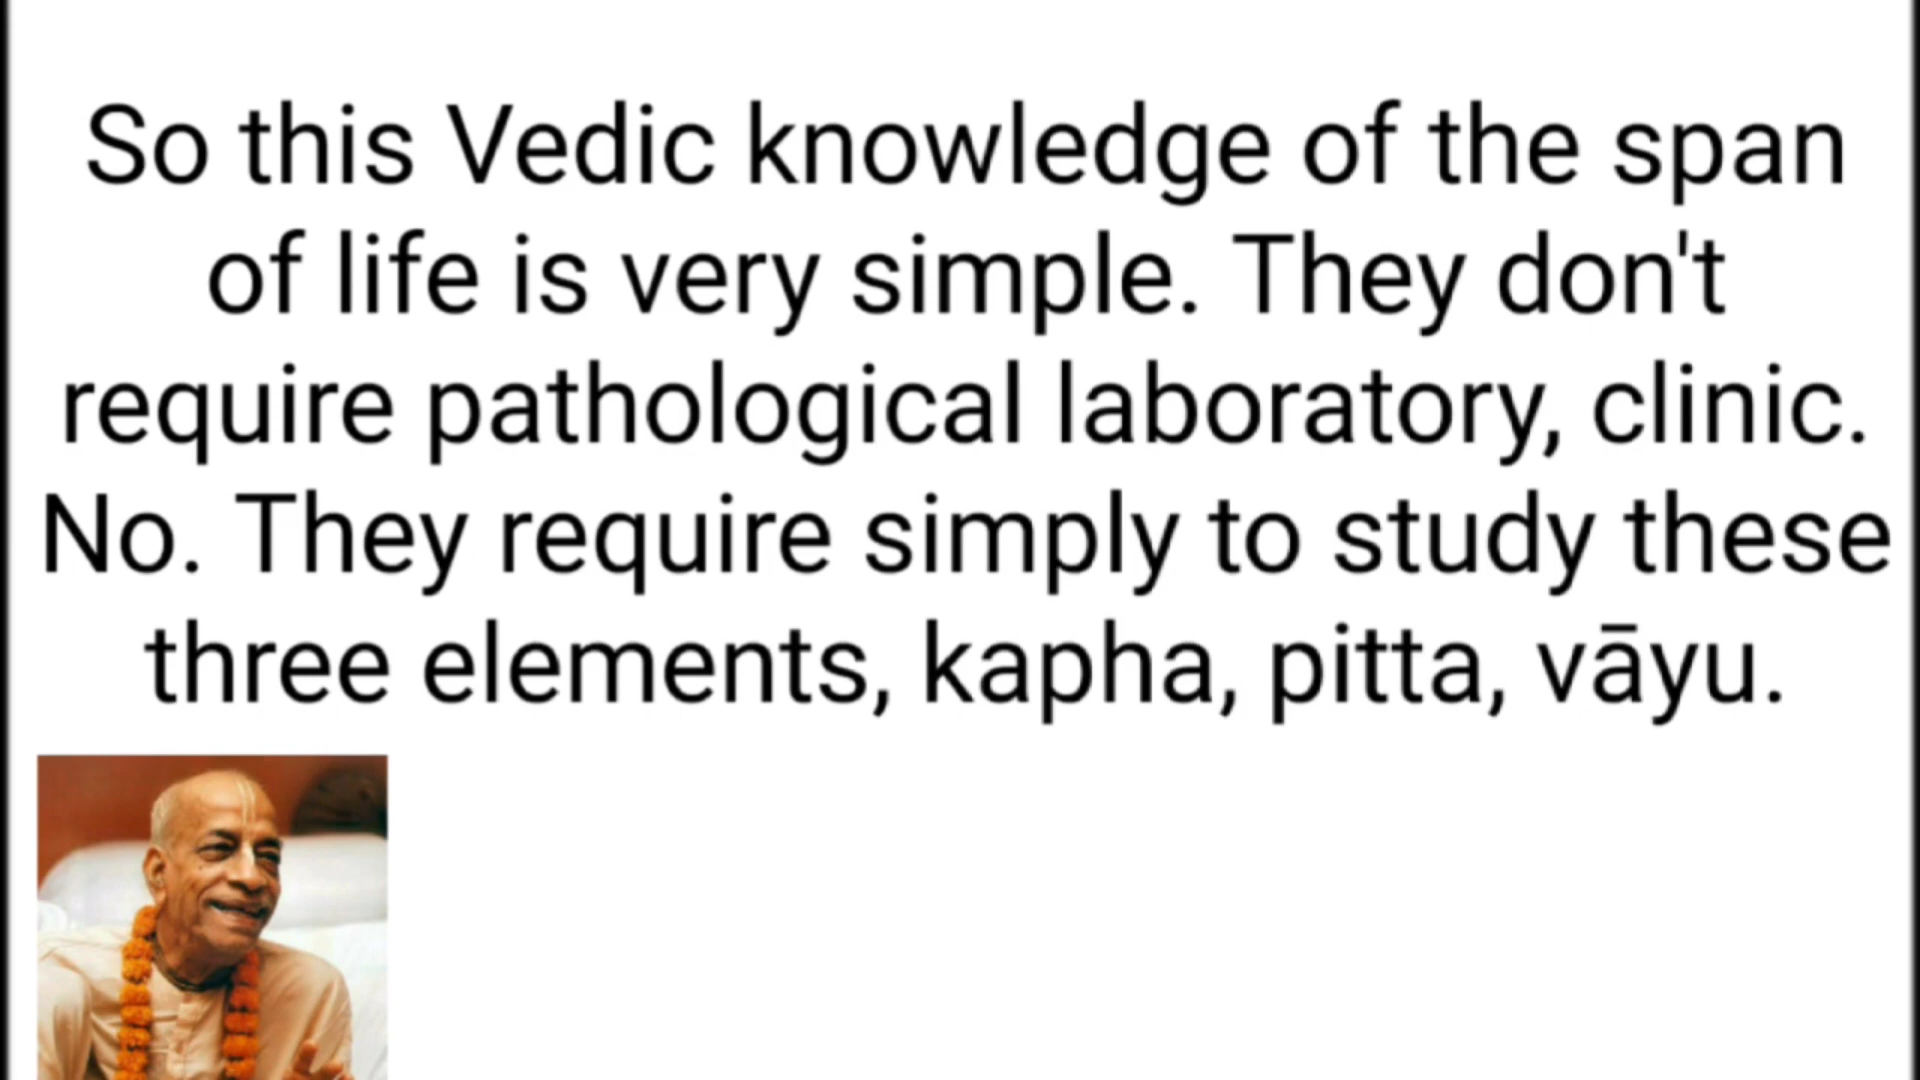 So this Vedic knowledge of the span
of life is very simple. They don't
require pathological laboratory, clinic.
No. They require simply to study these
three elements, kapha, pitta, vāyu.